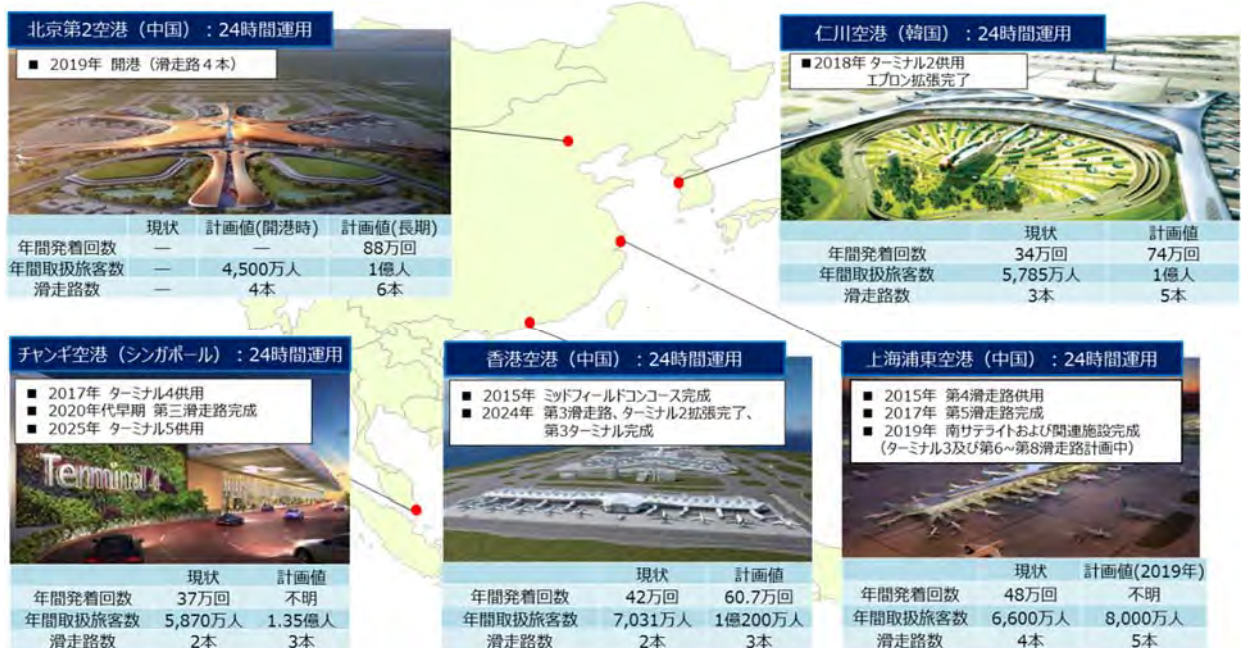 北京第2空港（中国）：24時間運用
■ 2019年 開港（滑走路４本）
現状 計画値(開港時) 計画値(長期)
年間発着回数 — — 88万回
年間取扱旅客数 — 4,500万人 1億人
滑走路数 — 4本 6本
仁川空港（韓国）：24時間運用
■2018年 ターミナル2供用
エプロン拡張完了
現状 計画値
年間発着回数 34万回 74万回
年間取扱旅客数 5,785万人 1億人
滑走路数 3本 5本
チャンギ空港（シンガポール）：24時間運用
■ 2017年 ターミナル4供用
■ 2020年代早期 第三滑走路完成
■ 2025年 ターミナル5供用
Terminal 4
現状 計画値
年間発着回数 37万回 不明
年間取扱旅客数 5,870万人 1.35億人
滑走路数 2本 3本
香港空港（中国）：24時間運用
■ 2015年 ミッドフィールドコンコース完成
■ 2024年 第3滑走路、ターミナル2拡張完了、
第3ターミナル完成
現状 計画値
年間発着回数 42万回 60.7万回
年間取扱旅客数 7,031万人 1億200万人
滑走路数 2本 3本
上海浦東空港（中国）：24時間運用
■ 2015年 第4滑走路供用
■ 2017年 第5滑走路完成
■ 2019年 南サテライトおよび関連施設完成
（ターミナル3及び第6~第8滑走路計画中）
現状 計画値(2019年)
年間発着回数 48万回 不明
年間取扱旅客数 6,600万人 8,000万人
滑走路数 4本 5本